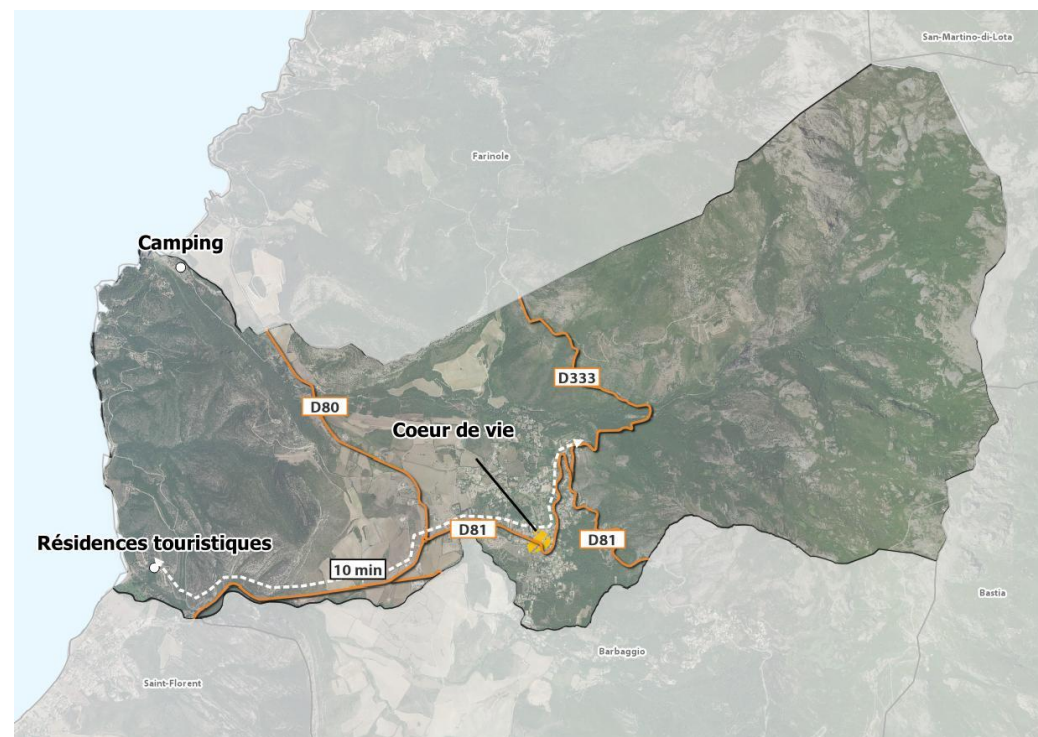 San-Martino-di-Lota
Farinole
Camping
D333
D80
Coeur de vie
D81
D81
Résidences touristiques
10 min
Bastia
Barbaggio
Saint-Florent